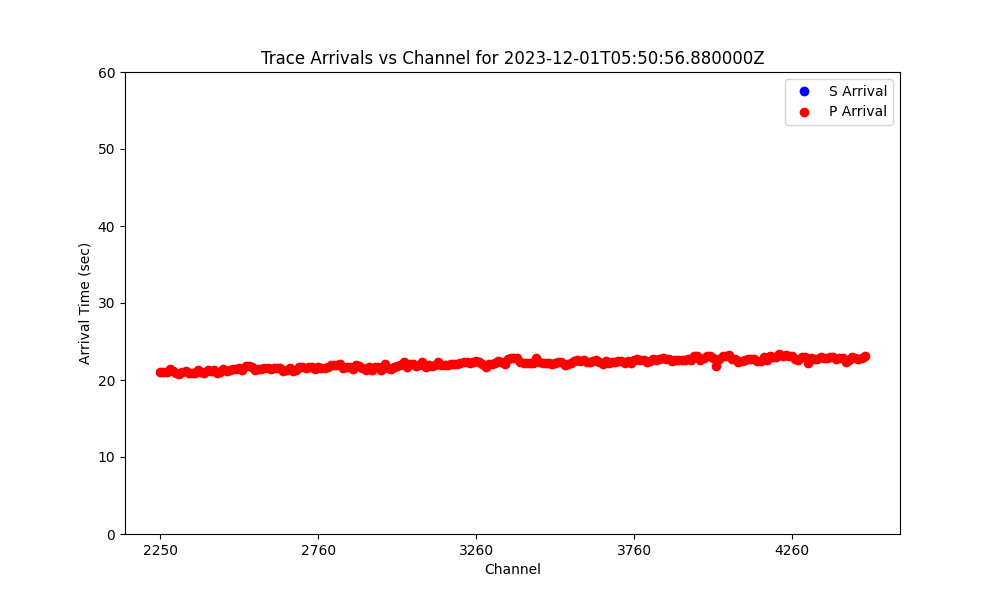 Trace Arrivals vs Channel for 2023-12-01T05:50:56.880000Z
S Arrival
P Arrival
60
50
40
30
20
10
0
Arrival Time (sec)
2250 2760 3260 3760 4260
Channel